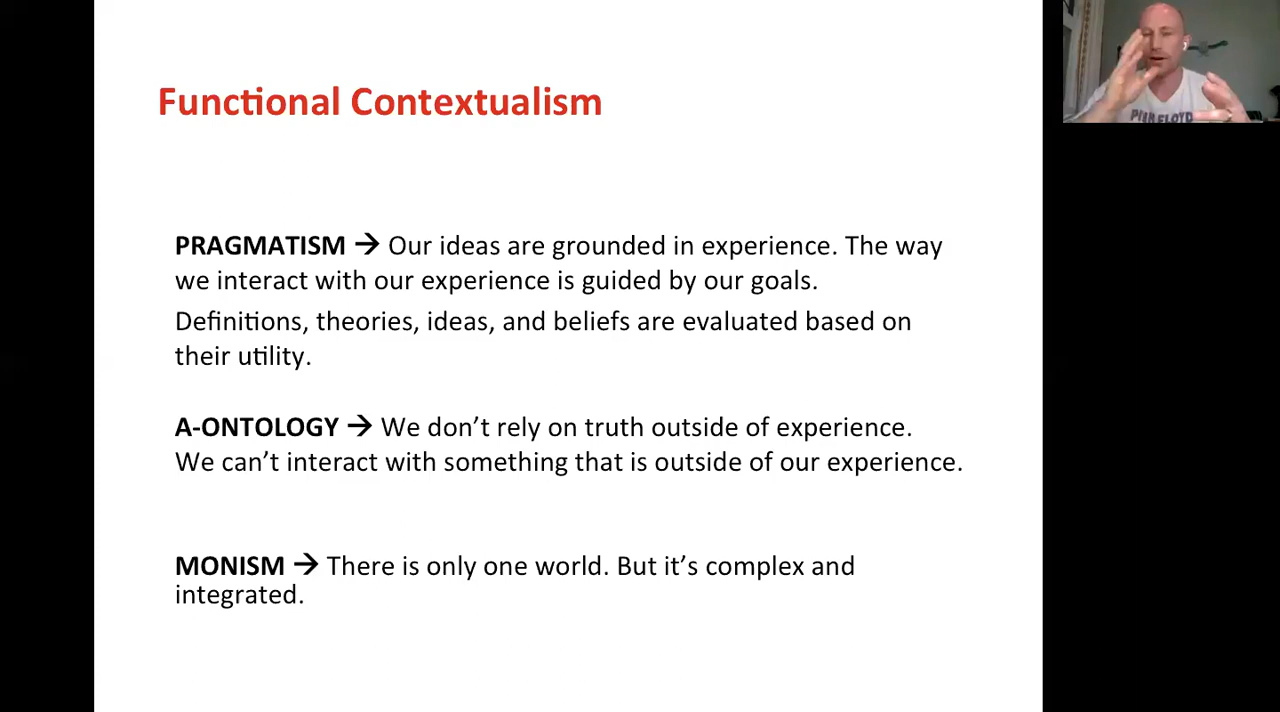 Functional Contextualism
PRAGMATISM → Our ideas are grounded in experience. The way
we interact with our experience is guided by our goals.
Definitions, theories, ideas, and beliefs are evaluated based on
their utility.
A-ONTOLOGY → We don’t rely on truth outside of experience.
We can’t interact with something that is outside of our experience.
MONISM → There is only one world. But it’s complex and
integrated.
PINK FLOYD